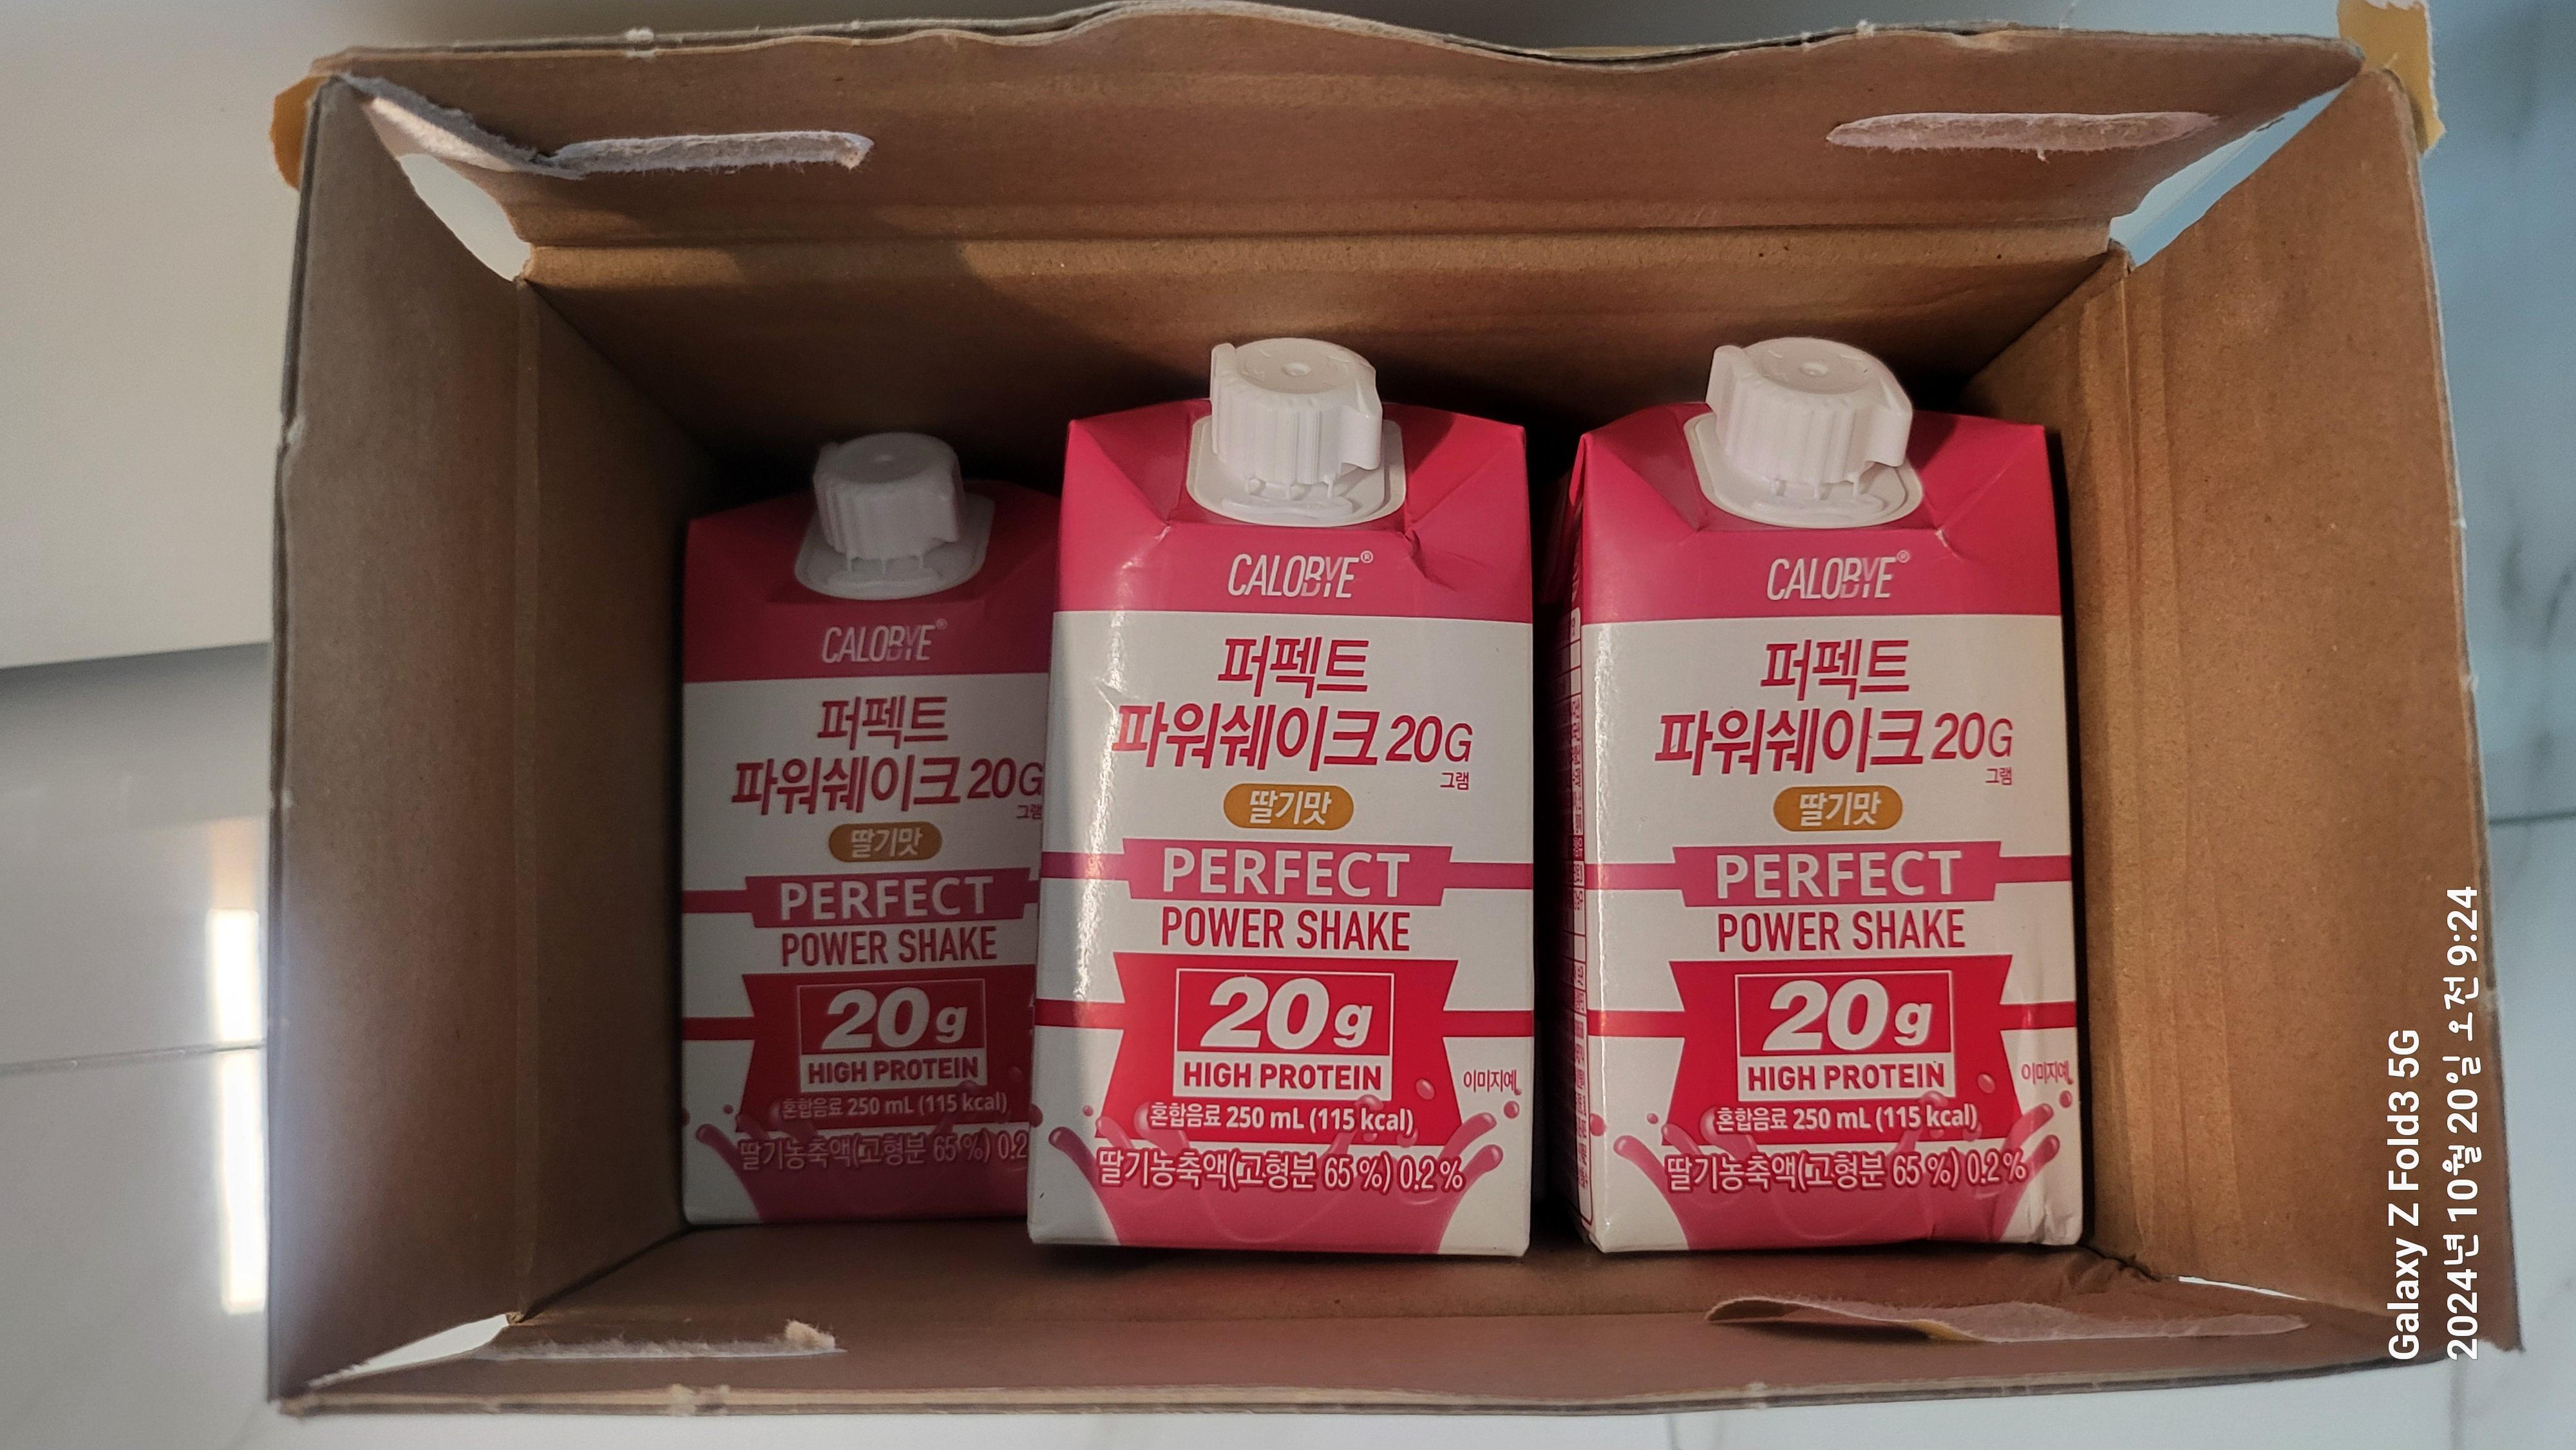 CALOBYE®
퍼펙트
파워쉐이크 20G
그램
딸기맛
PERFECT
POWER SHAKE
20g
HIGH PROTEIN
혼합음료 250 mL (115 kcal)
딸기농축액(고형분 65 %) 0.2
CALOBYE®
퍼펙트
파워쉐이크 20G
그램
딸기맛
PERFECT
POWER SHAKE
20g
HIGH PROTEIN
이미지예
혼합음료 250 mL (115 kcal)
딸기농축액(고형분 65 %) 0.2 %
CALOBYE®
퍼펙트
파워쉐이크 20G
그램
딸기맛
PERFECT
POWER SHAKE
20g
HIGH PROTEIN
이미지예
혼합음료 250 mL (115 kcal)
딸기농축액(고형분 65 %) 0.2 %
Galaxy Z Fold3 5G
2024년 10월 20일 오전 9:24